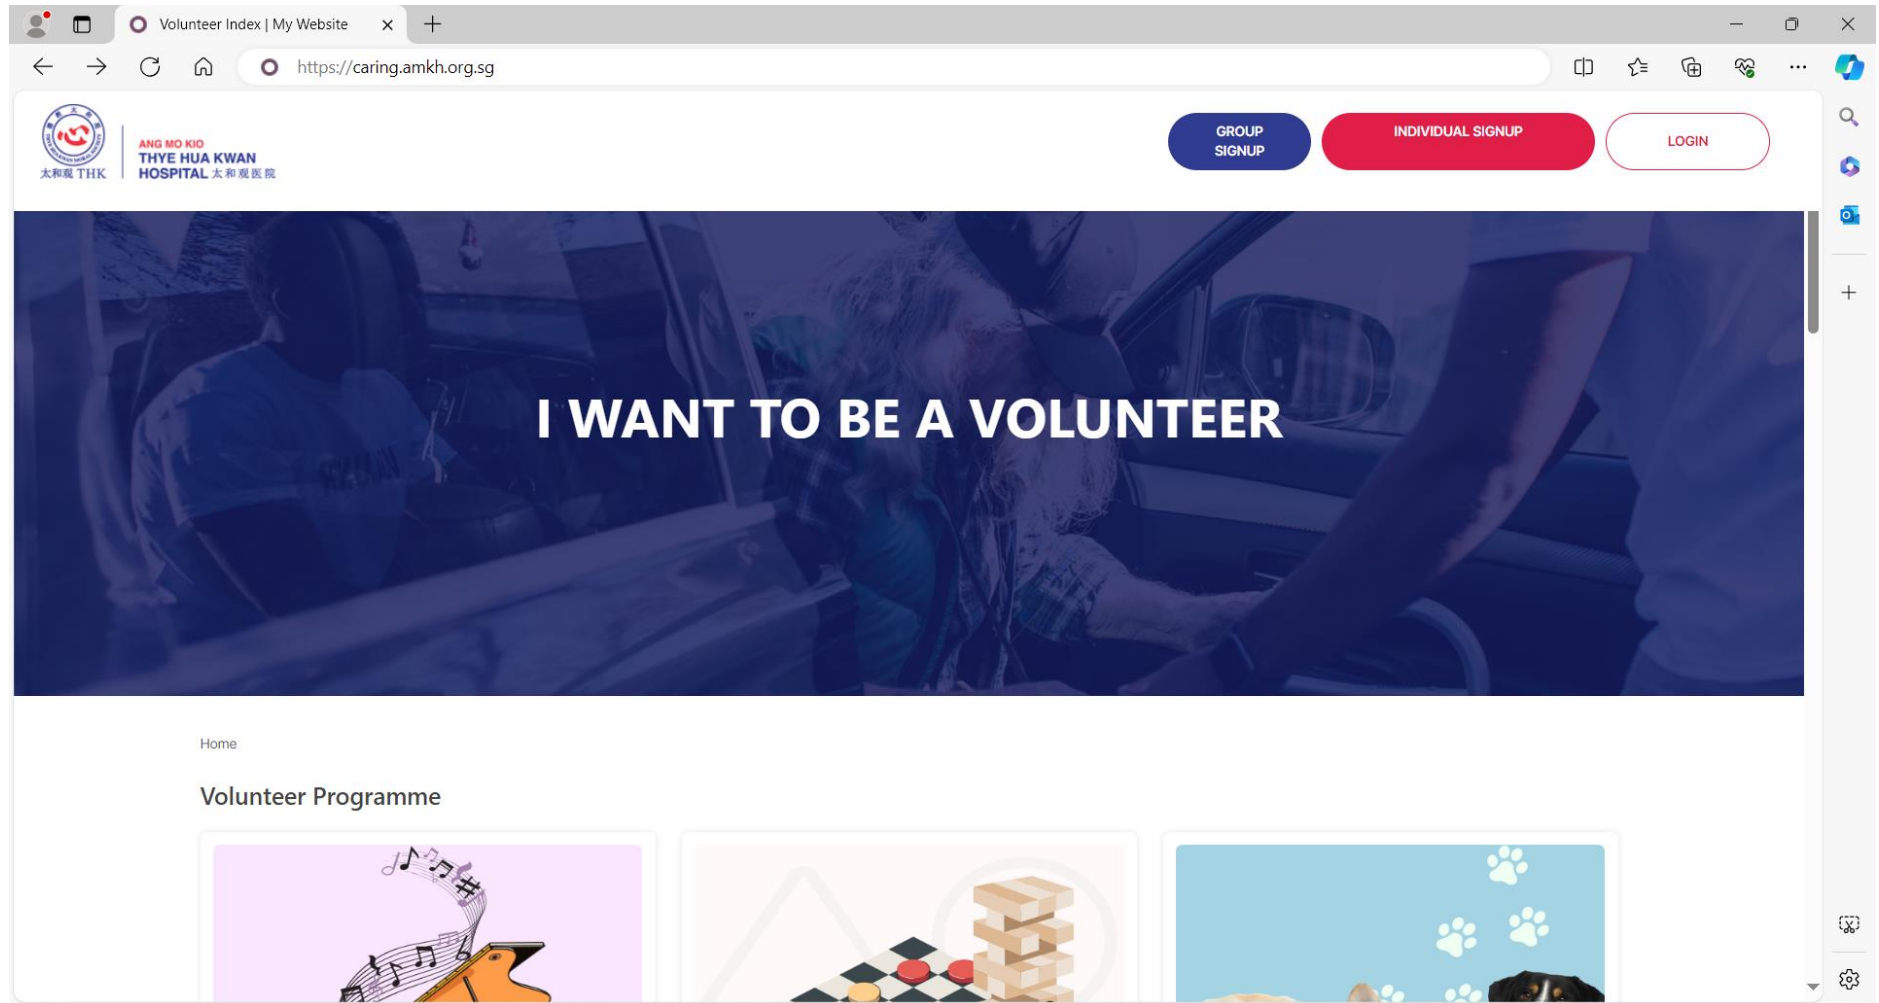 Volunteer Index | My Website
https://caring.amkh.org.sg
太和观 THK
ANG MO KIO
THYE HUA KWAN
HOSPITAL 太和观医院
GROUP
SIGNUP
INDIVIDUAL SIGNUP
LOGIN
I WANT TO BE A VOLUNTEER
Home
Volunteer Programme